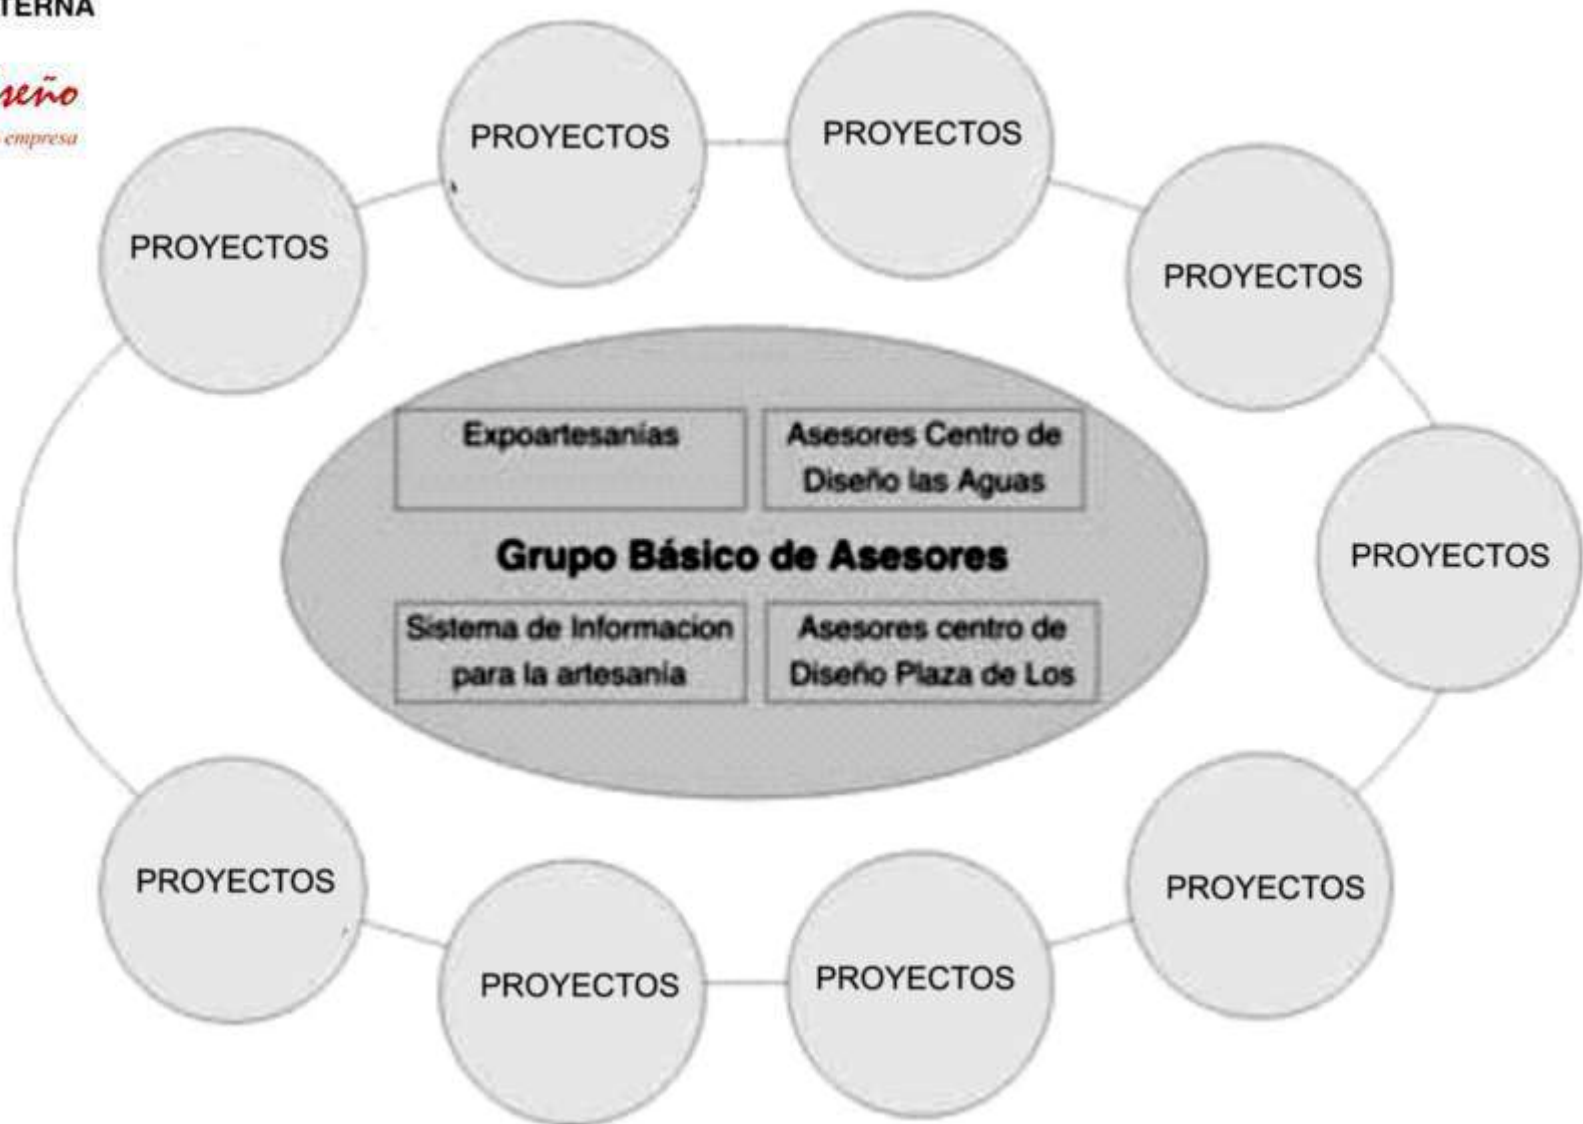 TERNA
seño
empresa
PROYECTOS
PROYECTOS
PROYECTOS
PROYECTOS
PROYECTOS
Expoartesanías
Asesores Centro de
Diseño las Aguas
Grupo Básico de Asesores
Sistema de Informacion
para la artesanía
Asesores centro de
Diseño Plaza de Los
PROYECTOS
PROYECTOS
PROYECTOS
PROYECTOS